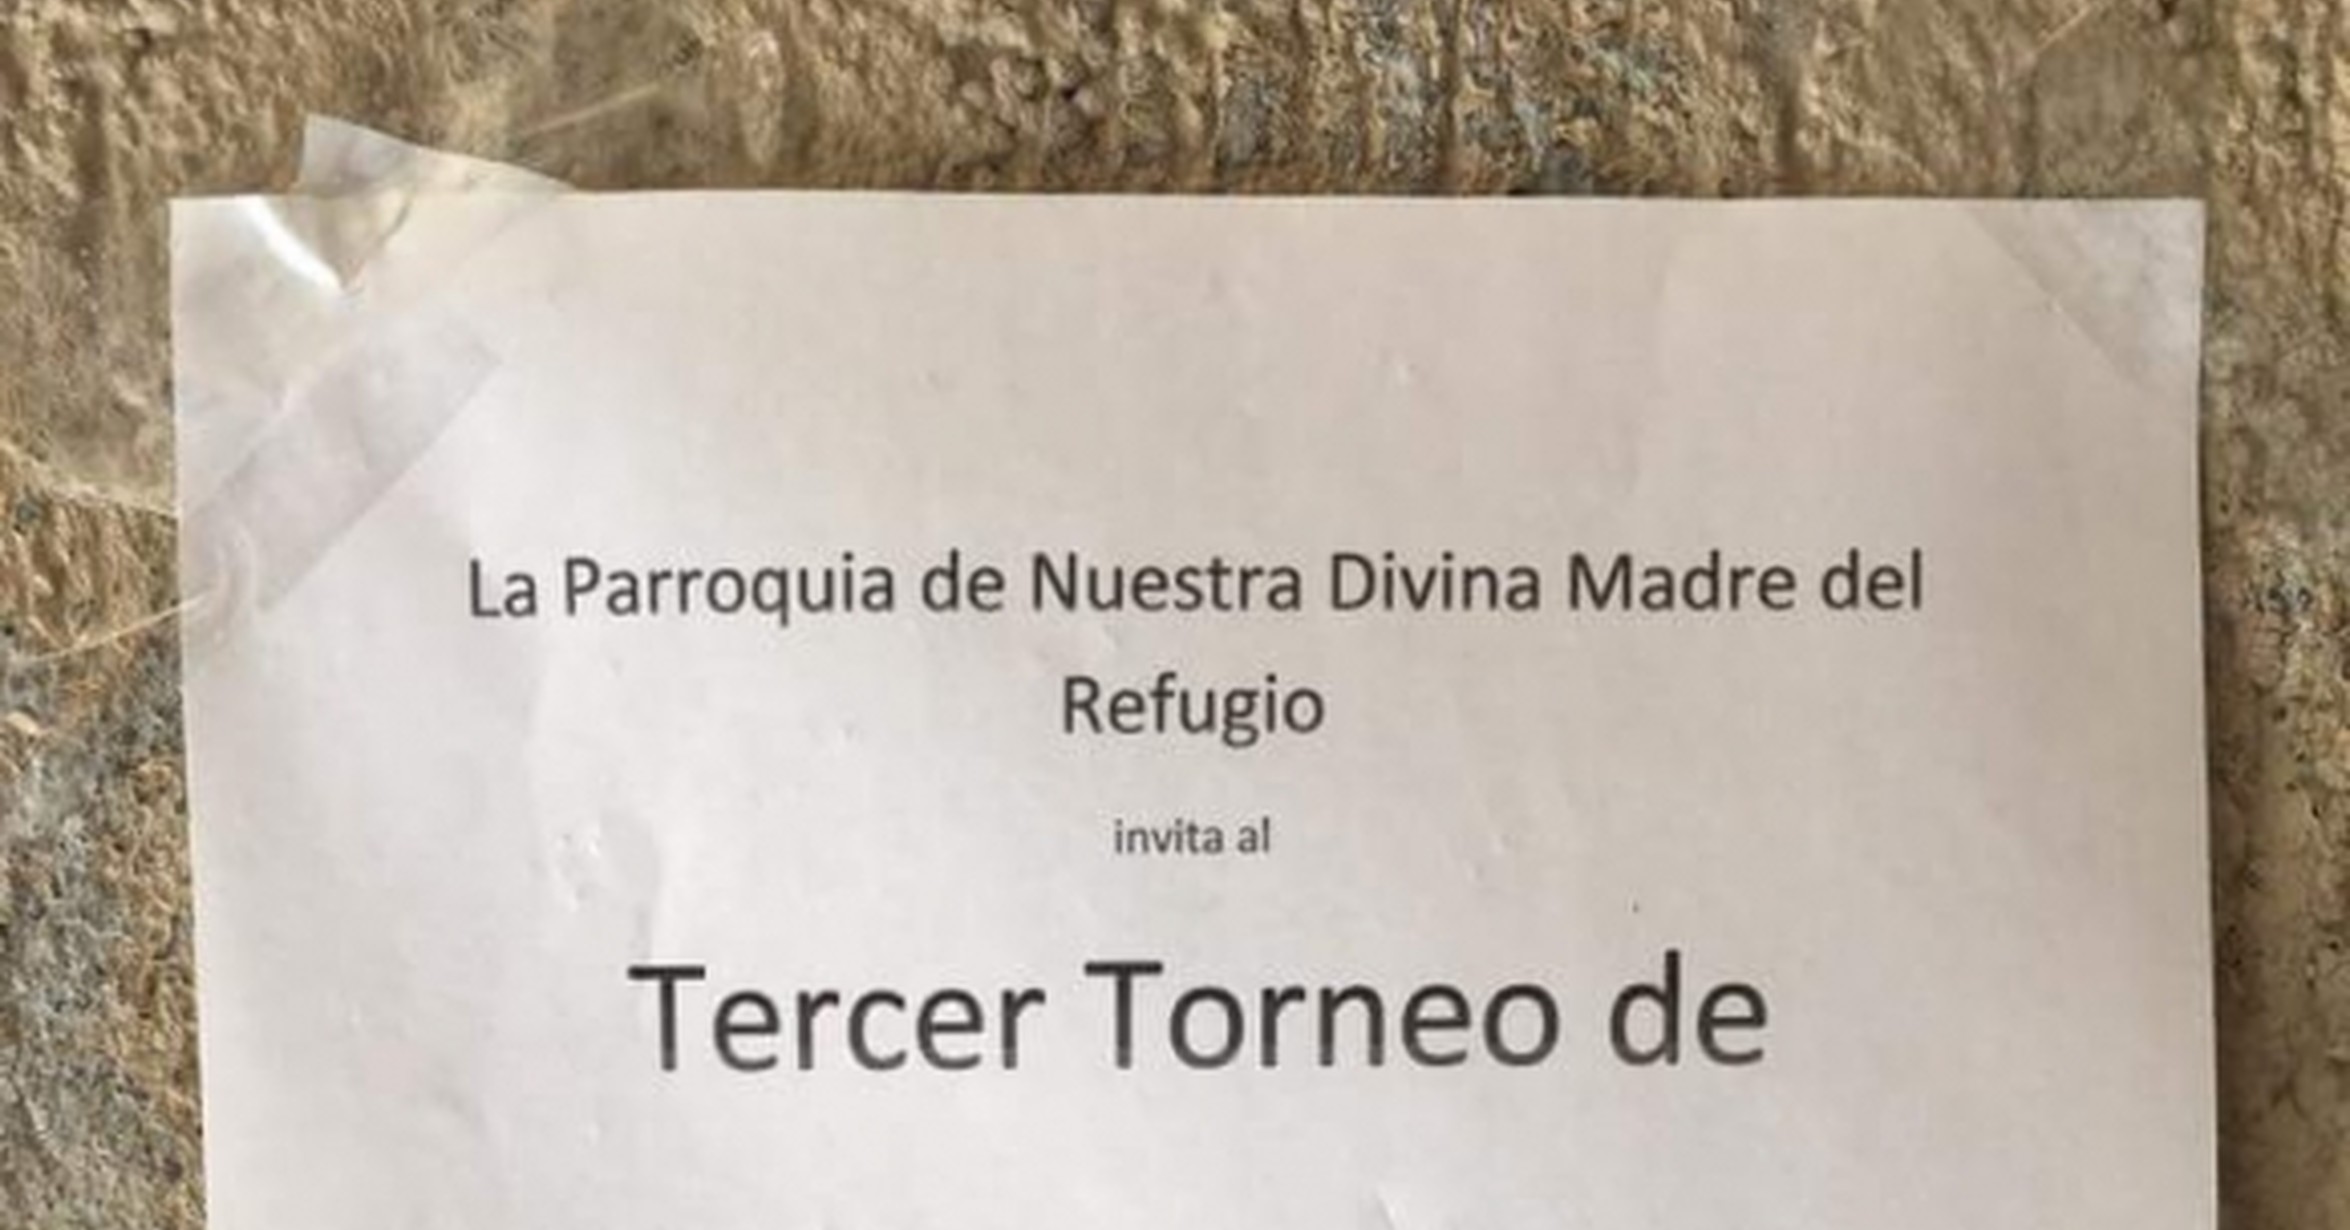 La Parroquia de Nuestra Divina Madre del
Refugio
invita al
Tercer Torneo de